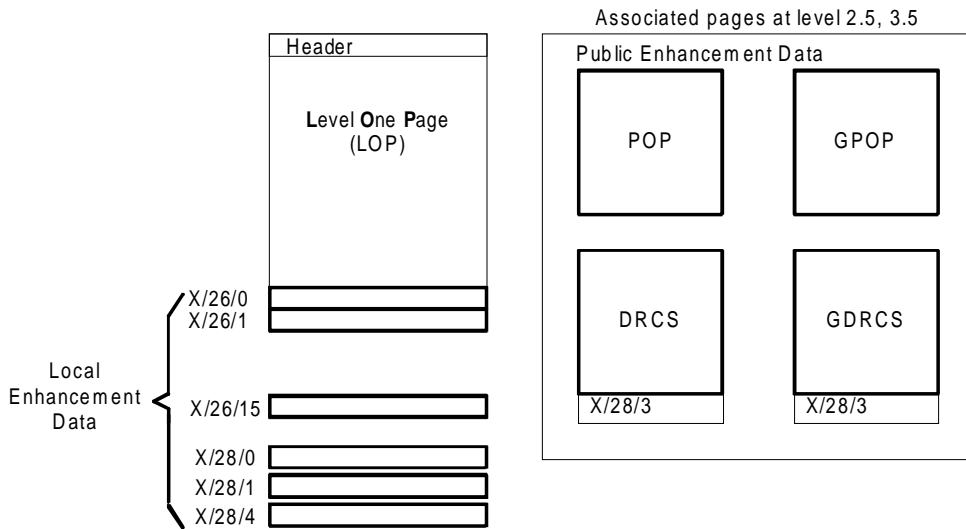 Header
Level One Page
(LOP)
X/26/0
X/26/1
Local
Enhancement
Data
X/26/15
X/28/0
X/28/1
X/28/4
Associated pages at level 2.5, 3.5
Public Enhancement Data
POP
GPOP
DRCS
GDRCS
X/28/3
X/28/3